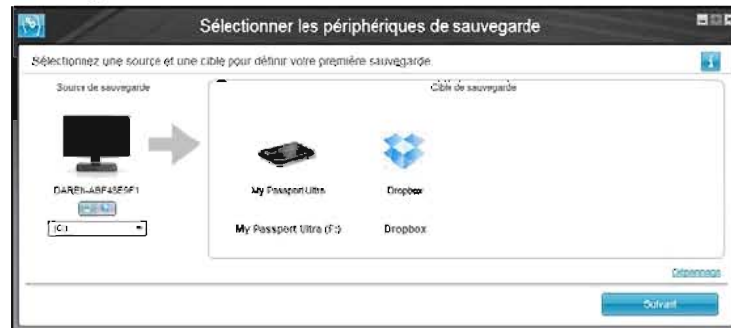 Sélectionner les périphériques de sauvegarde
Sélectionnez une source et une cible pour définir votre première sauvegarde
Source de sauvegarde
Cible de sauvegarde
My Passport Ultra
Dropbox
(C:)
My Passport Ultra (F:)
Dropbox
Dépannage
Suivant